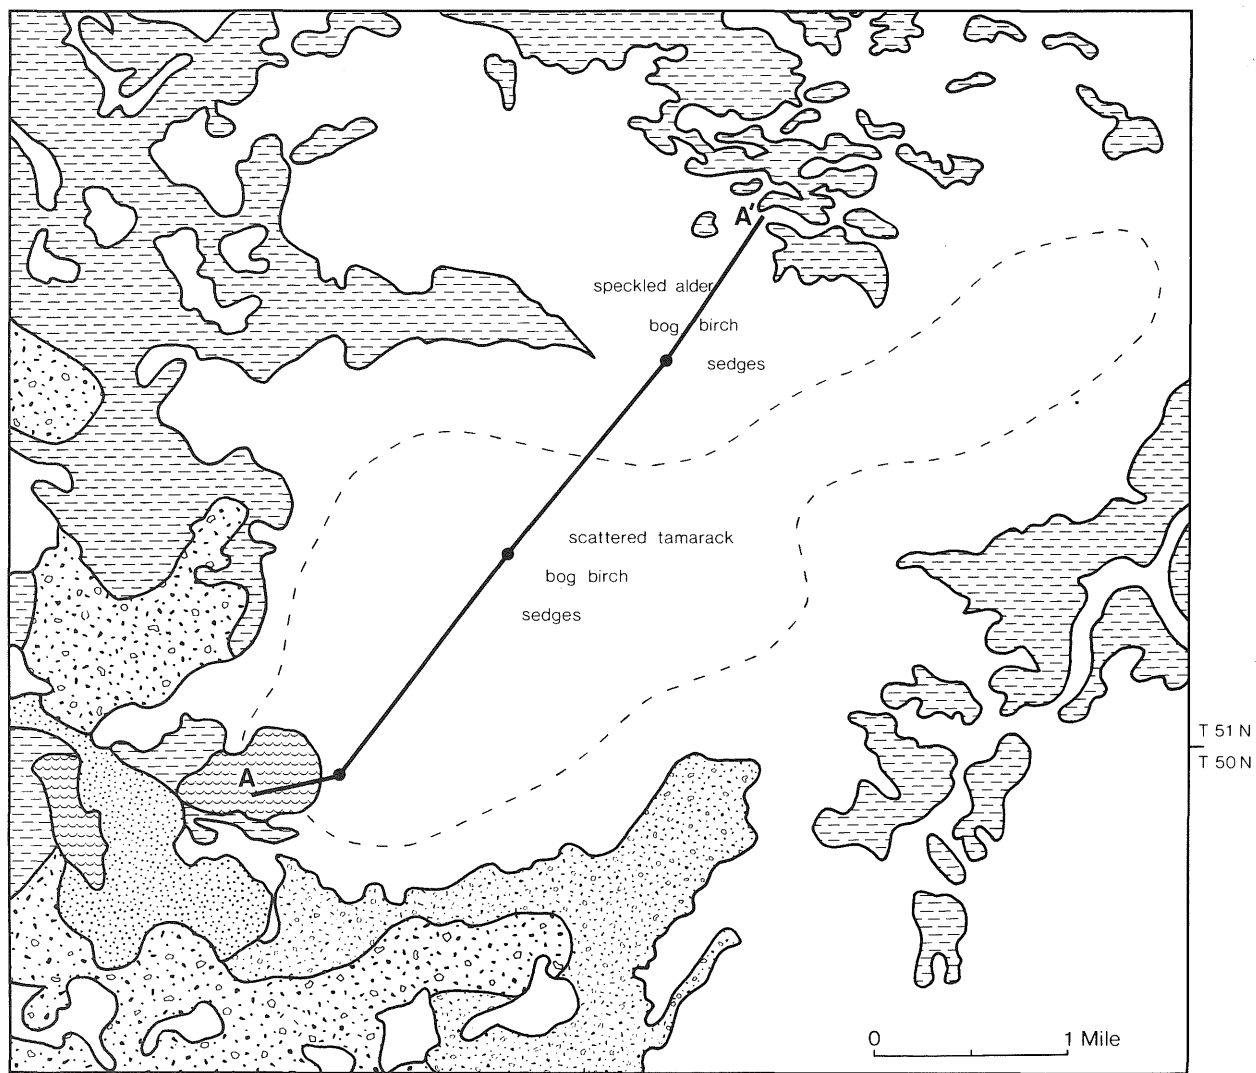 A'
speckled alder
bog birch
sedges
scattered tamarack
bog birch
sedges
T 51 N
T 50 N
A
0 1 Mile